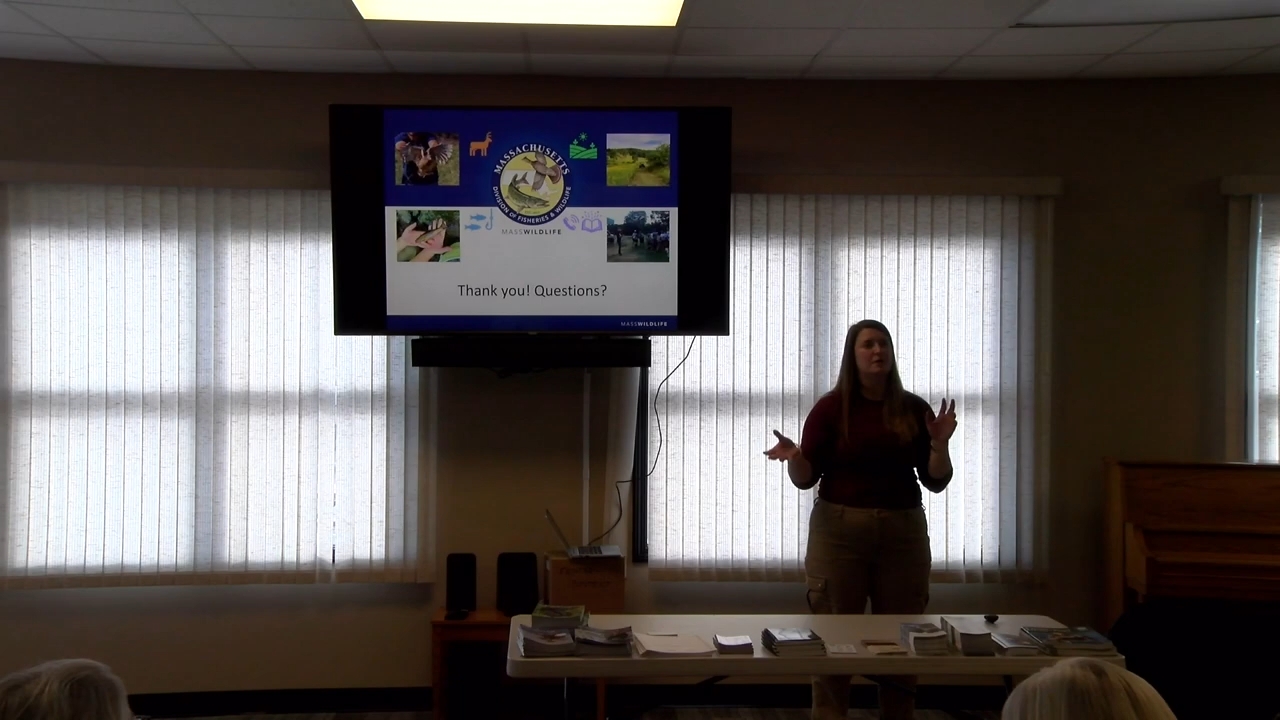 MASSACHUSETTS
DIVISION OF FISHERIES & WILDLIFE
MASSWILDLIFE
Thank you! Questions?
MASSWILDLIFE